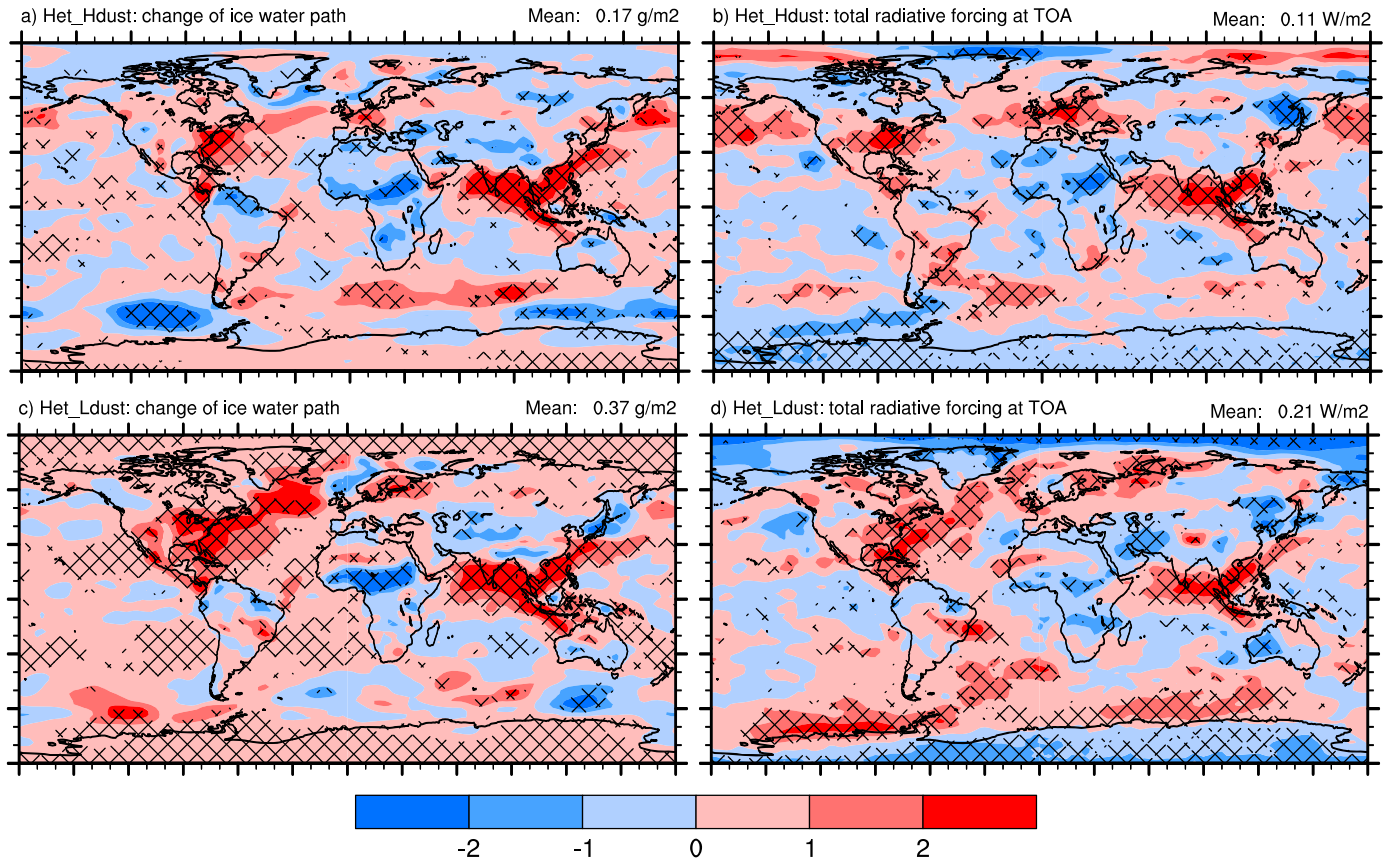 a) Het_Hdust: change of ice water path Mean: 0.17 g/m2
b) Het_Hdust: total radiative forcing at TOA Mean: 0.11 W/m2
c) Het_Ldust: change of ice water path Mean: 0.37 g/m2
d) Het_Ldust: total radiative forcing at TOA Mean: 0.21 W/m2
-2 -1 0 1 2